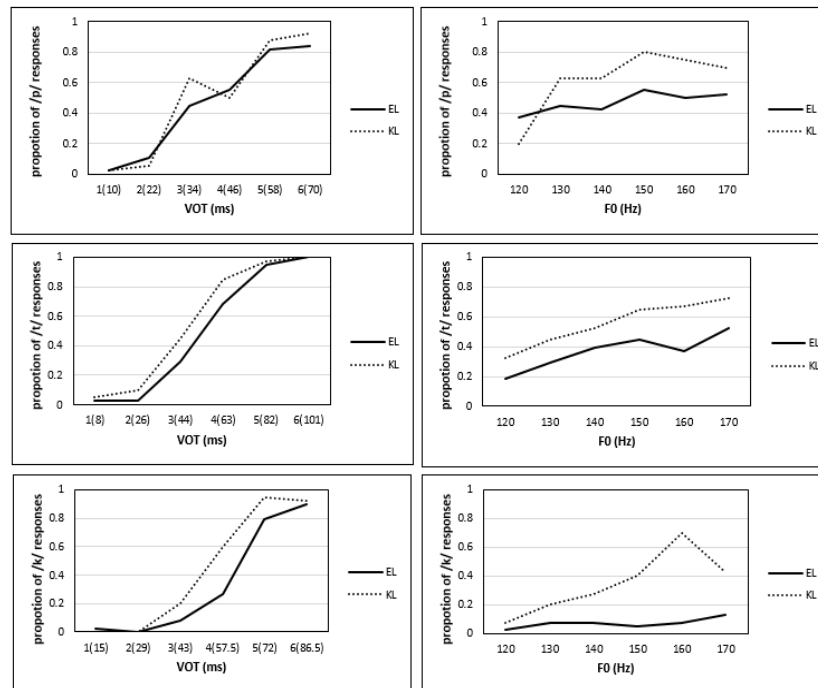 propotion of /p/ responses
1
0.8
0.6
0.4
0.2
0
1(10) 2(22) 3(34) 4(46) 5(58) 6(70)
VOT (ms)
EL
KL
propotion of /p/ responses
1
0.8
0.6
0.4
0.2
0
120 130 140 150 160 170
F0 (Hz)
EL
KL
propotion of /t/ responses
1
0.8
0.6
0.4
0.2
0
1(8) 2(26) 3(44) 4(63) 5(82) 6(101)
VOT (ms)
EL
KL
propotion of /t/ responses
1
0.8
0.6
0.4
0.2
0
120 130 140 150 160 170
F0 (Hz)
EL
KL
propotion of /k/ responses
1
0.8
0.6
0.4
0.2
0
1(15) 2(29) 3(43) 4(57.5) 5(72) 6(86.5)
VOT (ms)
EL
KL
propotion of /k/ responses
1
0.8
0.6
0.4
0.2
0
120 130 140 150 160 170
F0 (Hz)
EL
KL